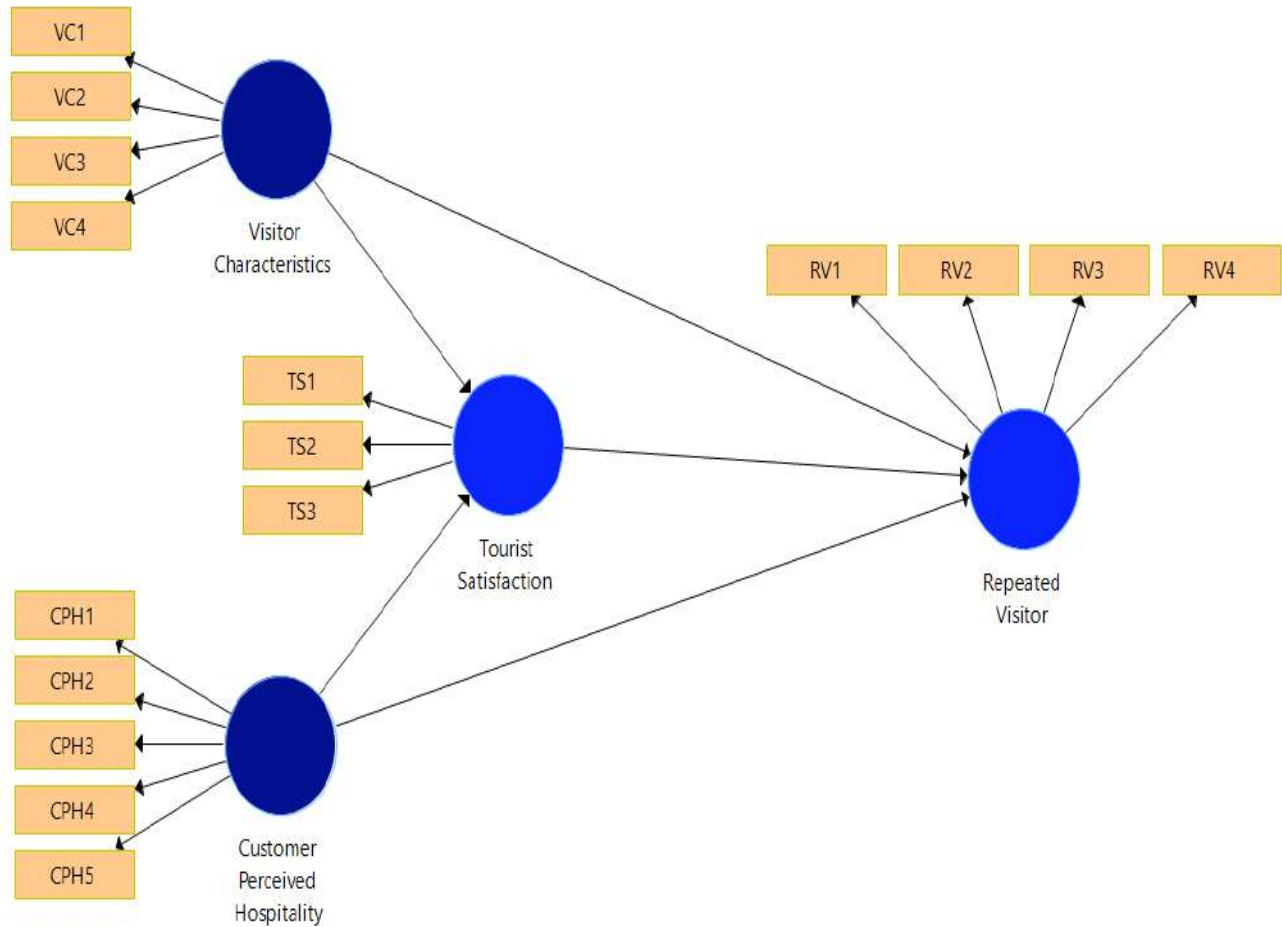 VC1
VC2
VC3
VC4
Visitor
Characteristics
RV1
RV2
RV3
RV4
TS1
TS2
TS3
Tourist
Satisfaction
Repeated
Visitor
CPH1
CPH2
CPH3
CPH4
CPH5
Customer
Perceived
Hospitality